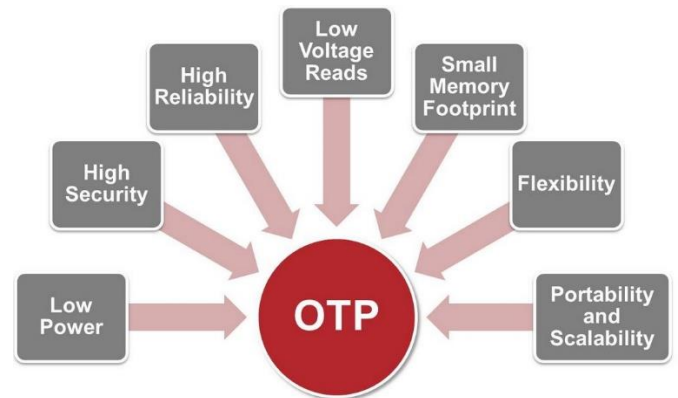 Low
Power
High
Security
High
Reliability
Low
Voltage
Reads
Small
Memory
Footprint
Flexibility
Portability
and
Scalability
OTP